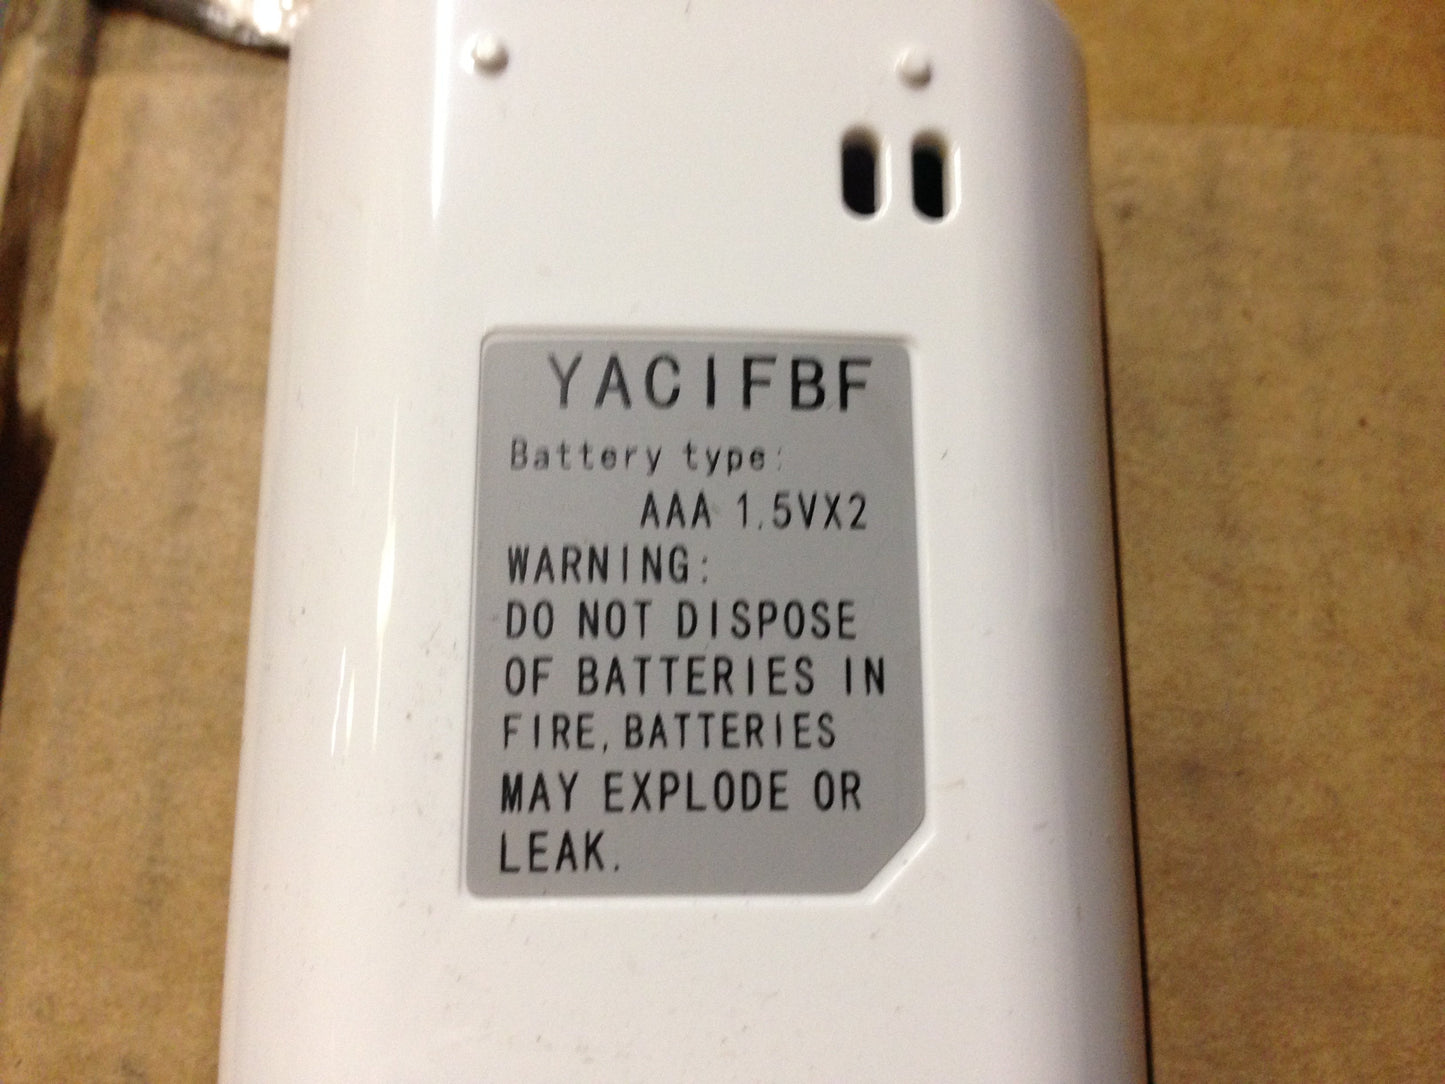 YACIFBF
Battery type:
AAA 1.5VX2
WARNING:
DO NOT DISPOSE
OF BATTERIES IN
FIRE, BATTERIES
MAY EXPLODE OR
LEAK.